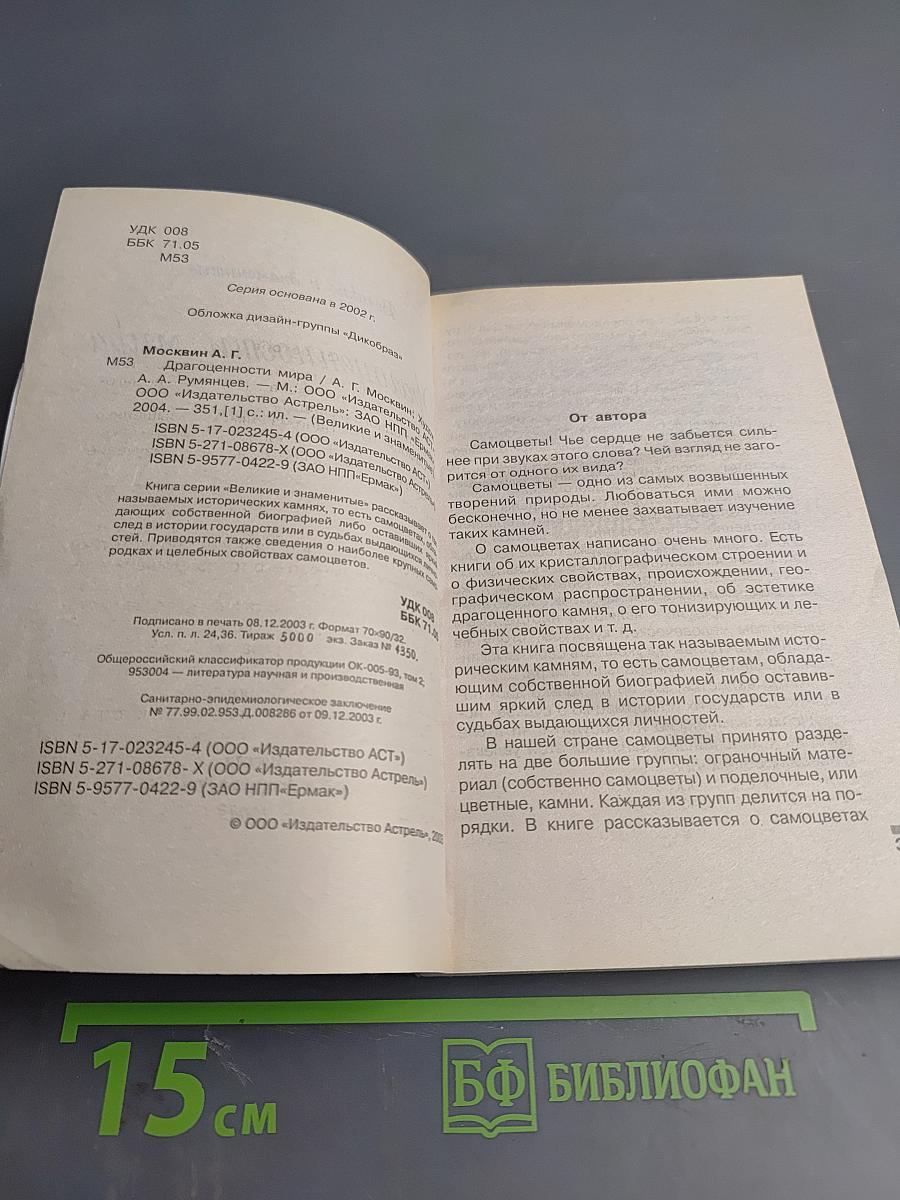 УДК 008
ББК 71.05
М53
Серия основана в 2002 г.
Обложка дизайн-группы «Дикобраз»
Москвин А. Г.
М53 Драгоценности мира / А. Г. Москвин;
А. А. Румянцев. — М.: ООО «Издательство АСТ
ООО «Издательство Астрель»: ЗАО НПП «Ермак
2004. — 351,[1] с.: ил. — (Великие и знаменитые)
ISBN 5-17-023245-4 (ООО «Издательство АСТ»)
ISBN 5-271-08678-X (ООО «Издательство Астрель
ISBN 5-9577-0422-9 (ЗАО НПП«Ермак»)
Книга серии «Великие и знаменитые» рассказывает о так
называемых исторических камнях, то есть самоцветах, обла-
дающих собственной биографией либо оставивших яркий
след в истории государств или в судьбах выдающихся лично-
стей. Приводятся также сведения о наиболее крупных само-
родках и целебных свойствах самоцветов.
УДК 008
ББК 71.05
Подписано в печать 08.12.2003 г. Формат 70×90/32.
Усл. п. л. 24,36. Тираж 5000 экз. Заказ № 1350.
Общероссийский классификатор продукции ОК-005-93, том 2;
953004 — литература научная и производственная
Санитарно-эпидемиологическое заключение
№ 77.99.02.953.Д.008286 от 09.12.2003 г.
ISBN 5-17-023245-4 (ООО «Издательство АСТ»)
ISBN 5-271-08678- X (ООО «Издательство Астрель»)
ISBN 5-9577-0422-9 (ЗАО НПП«Ермак»)
© ООО «Издательство Астрель», 2003
От автора
Самоцветы! Чье сердце не забьется силь-
нее при звуках этого слова? Чей взгляд не заго-
рится от одного их вида?
Самоцветы — одно из самых возвышенных
творений природы. Любоваться ими можно
бесконечно, но не менее захватывает изучение
таких камней.
О самоцветах написано очень много. Есть
книги об их кристаллографическом строении и
о физических свойствах, происхождении, гео-
графическом распространении, об эстетике
драгоценного камня, о его тонизирующих и ле-
чебных свойствах и т. д.
Эта книга посвящена так называемым исто-
рическим камням, то есть самоцветам, облада-
ющим собственной биографией либо оставив-
шим яркий след в истории государств или в
судьбах выдающихся личностей.
В нашей стране самоцветы принято разде-
лять на две большие группы: ограночный мате-
риал (собственно самоцветы) и поделочные, или
цветные, камни. Каждая из групп делится на по-
рядки. В книге рассказывается о самоцветах
3
15 см
БФ БИБЛИОФАН